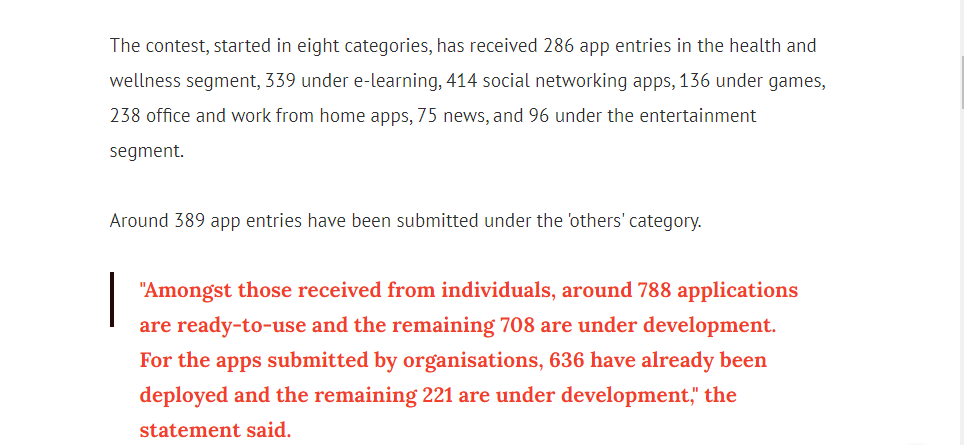 The contest, started in eight categories, has received 286 app entries in the health and
wellness segment, 339 under e-learning, 414 social networking apps, 136 under games,
238 office and work from home apps, 75 news, and 96 under the entertainment
segment.
Around 389 app entries have been submitted under the 'others' category.
"Amongst those received from individuals, around 788 applications
are ready-to-use and the remaining 708 are under development.
For the apps submitted by organisations, 636 have already been
deployed and the remaining 221 are under development," the
statement said.